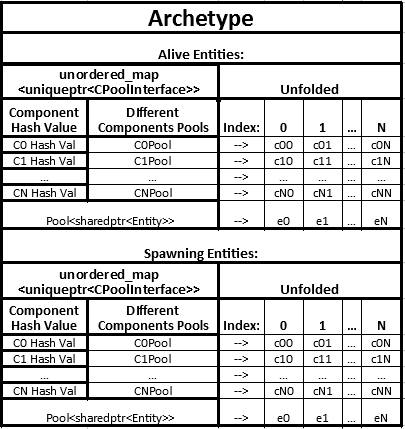 Archetype
Alive Entities:
unordered_map
<uniqueptr<CPoolInterface>>
Unfolded
Component
Hash Value
Different
Components Pools
Index: 0 1 ... N
C0 Hash Val C0Pool --> c00 c01 ... c0N
C1 Hash Val C1Pool --> c10 c11 ... c1N
... ... --> ... ... ... ...
CN Hash Val CNPool --> cN0 cN1 ... cNN
Pool<sharedptr<Entity>> --> e0 e1 ... eN
Spawning Entities:
unordered_map
<uniqueptr<CPoolInterface>>
Unfolded
Component
Hash Value
Different
Components Pools
Index: 0 1 ... N
C0 Hash Val C0Pool --> c00 c01 ... c0N
C1 Hash Val C1Pool --> c10 c11 ... c1N
... ... --> ... ... ... ...
CN Hash Val CNPool --> cN0 cN1 ... cNN
Pool<sharedptr<Entity>> --> e0 e1 ... eN